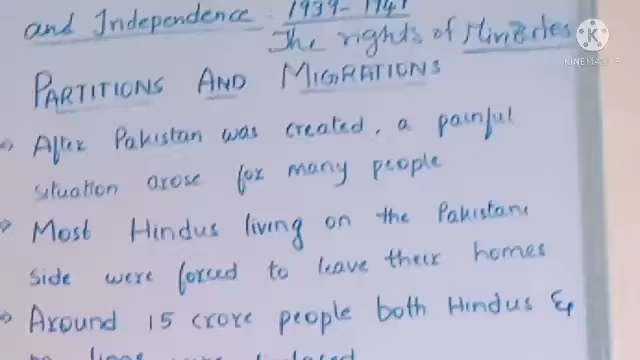 and Independence : 1939-1947
The rights of Minorities
KINEMASTER
PARTITIONS AND MIGRATIONS
→ After Pakistan was created, a painful
situation arose for many people
→ Most Hindus living on the Pakistani
side were forced to leave their homes
→ Around 15 crore people both Hindus &